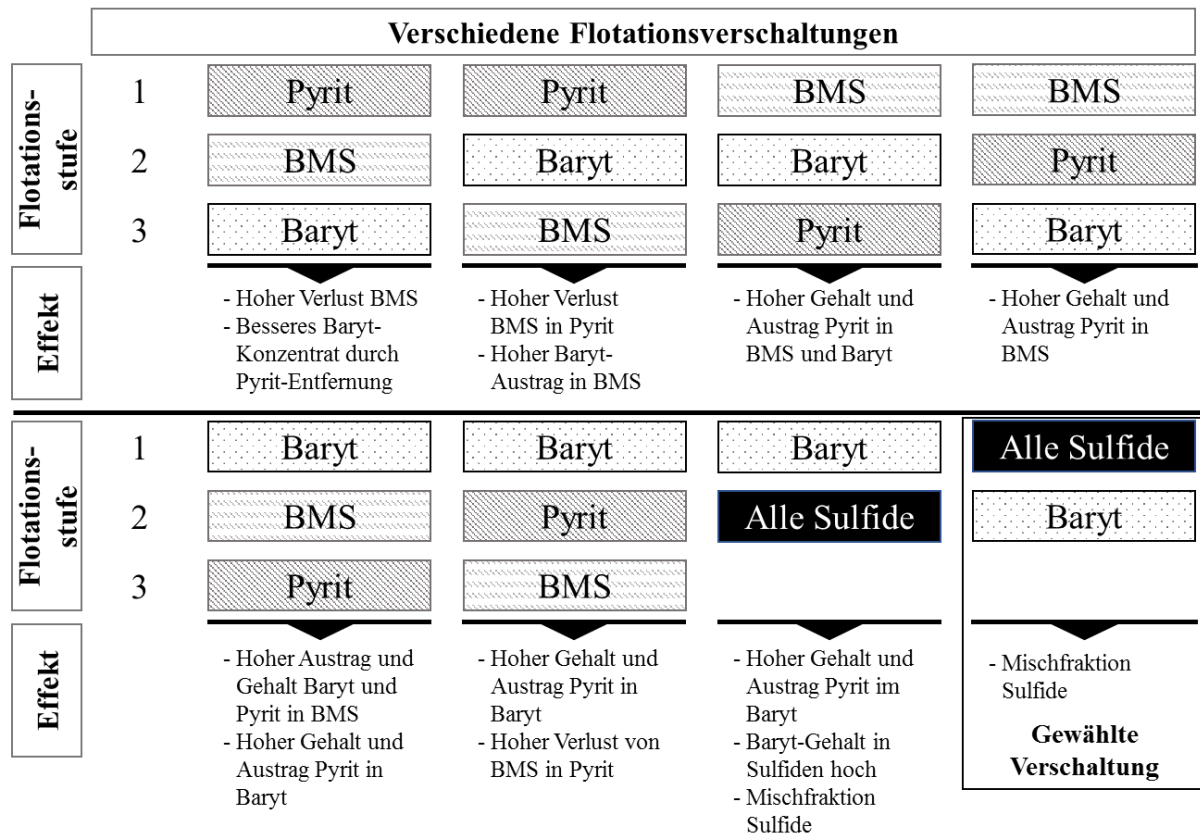 Verschiedene Flotationsverschaltungen
Flotations-
stufe
1
Pyrit
Pyrit
BMS
BMS
2
BMS
Baryt
Baryt
Pyrit
3
Baryt
BMS
Pyrit
Baryt
Effekt
- Hoher Verlust BMS
- Besseres Baryt-
Konzentrat durch
Pyrit-Entfernung
- Hoher Verlust
BMS in Pyrit
- Hoher Baryt-
Austrag in BMS
- Hoher Gehalt und
Austrag Pyrit in
BMS und Baryt
- Hoher Gehalt und
Austrag Pyrit in
BMS
Flotations-
stufe
1
Baryt
Baryt
Baryt
Alle Sulfide
2
BMS
Pyrit
Alle Sulfide
Baryt
3
Pyrit
BMS
Effekt
- Hoher Austrag und
Gehalt Baryt und
Pyrit in BMS
- Hoher Gehalt und
Austrag Pyrit in
Baryt
- Hoher Gehalt und
Austrag Pyrit in
Baryt
- Hoher Verlust von
BMS in Pyrit
- Hoher Gehalt und
Austrag Pyrit im
Baryt
- Baryt-Gehalt in
Sulfiden hoch
- Mischfraktion
Sulfide
- Mischfraktion
Sulfide
Gewählte
Verschaltung